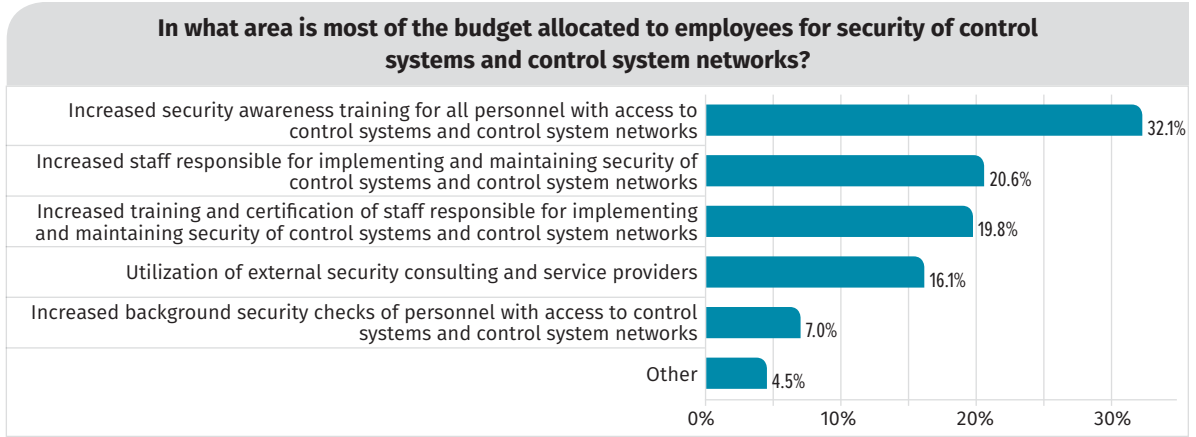 In what area is most of the budget allocated to employees for security of control
systems and control system networks?
Increased security awareness training for all personnel with access to
control systems and control system networks
32.1%
Increased staff responsible for implementing and maintaining security of
control systems and control system networks
20.6%
Increased training and certification of staff responsible for implementing
and maintaining security of control systems and control system networks
19.8%
Utilization of external security consulting and service providers
16.1%
Increased background security checks of personnel with access to control
systems and control system networks
7.0%
Other
4.5%
0% 10% 20% 30%